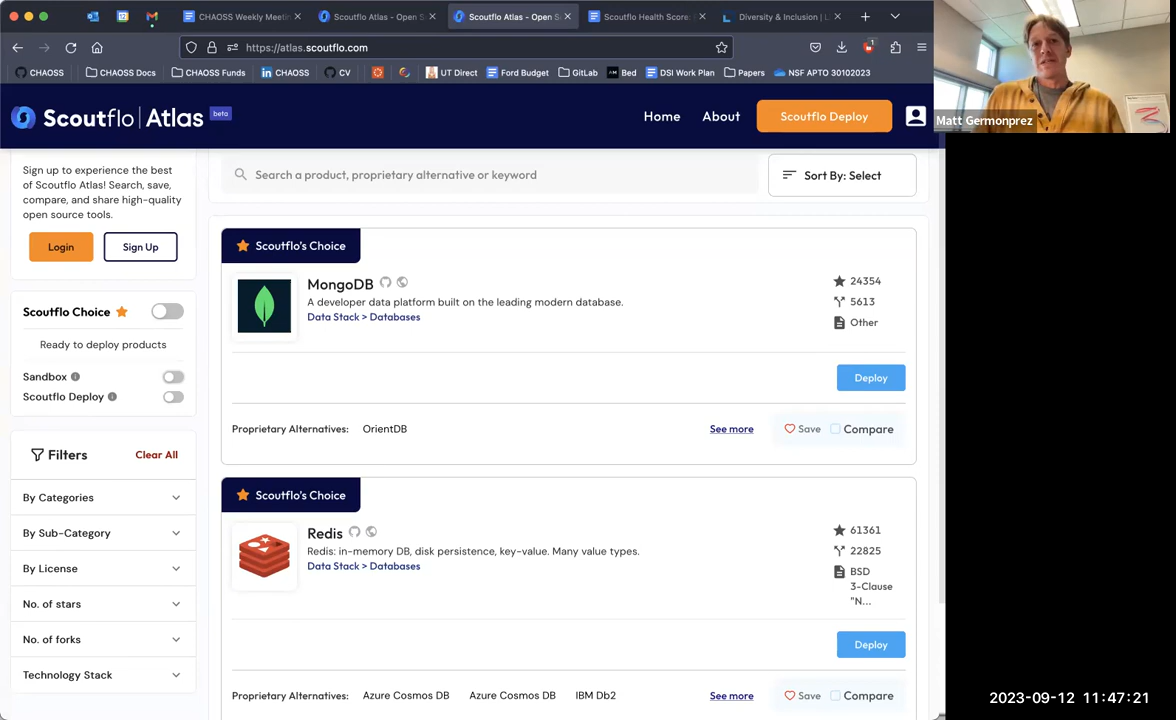 CHAOSS Weekly Meetin
Scoutflo Atlas - Open S
Scoutflo Atlas - Open S
Scoutflo Health Score:
Diversity & Inclusion | L
https://atlas.scoutflo.com
CHAOSS
CHAOSS Docs
CHAOSS Funds
CHAOSS
CV
UT Direct
Ford Budget
GitLab
Bed
DSI Work Plan
Papers
NSF APTO 30102023
Matt Germonprez
Scoutflo | Atlas beta
Home
About
Scoutflo Deploy
Sign up to experience the best
of Scoutflo Atlas! Search, save,
compare, and share high-quality
open source tools.
Login
Sign Up
Scoutflo Choice
Ready to deploy products
Sandbox
Scoutflo Deploy
Filters
Clear All
By Categories
By Sub-Category
By License
No. of stars
No. of forks
Technology Stack
Search a product, proprietary alternative or keyword
Sort By: Select
Scoutflo's Choice
MongoDB
A developer data platform built on the leading modern database.
Data Stack > Databases
24354
5613
Other
Deploy
Proprietary Alternatives: OrientDB
See more
Save
Compare
Scoutflo's Choice
Redis
Redis: in-memory DB, disk persistence, key-value. Many value types.
Data Stack > Databases
61361
22825
BSD
3-Clause
"N...
Deploy
Proprietary Alternatives: Azure Cosmos DB Azure Cosmos DB IBM Db2
See more
Save
Compare
2023-09-12 11:47:21